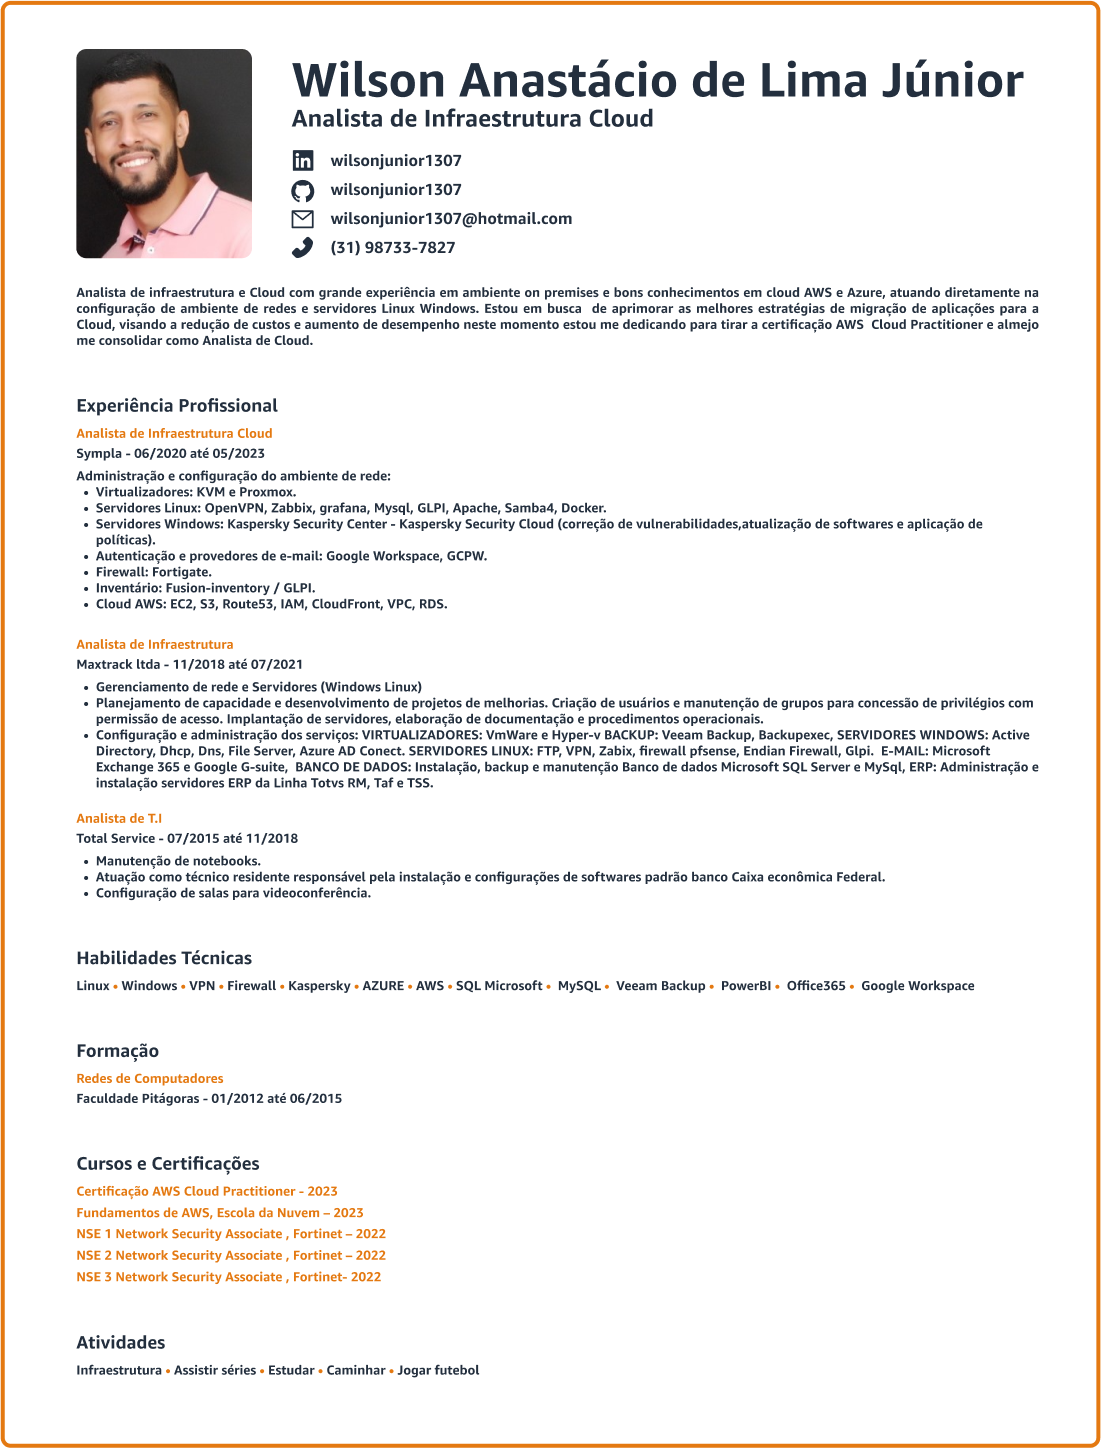 Wilson Anastácio de Lima Júnior
Analista de Infraestrutura Cloud
wilsonjunior1307
wilsonjunior1307
wilsonjunior1307@hotmail.com
(31) 98733-7827
Analista de infraestrutura e Cloud com grande experiência em ambiente on premises e bons conhecimentos em cloud AWS e Azure, atuando diretamente na
configuração de ambiente de redes e servidores Linux Windows. Estou em busca  de aprimorar as melhores estratégias de migração de aplicações para a
Cloud, visando a redução de custos e aumento de desempenho neste momento estou me dedicando para tirar a certificação AWS  Cloud Practitioner e almejo
me consolidar como Analista de Cloud.
Experiência Profissional
Analista de Infraestrutura Cloud
Sympla - 06/2020 até 05/2023
Administração e configuração do ambiente de rede:
• Virtualizadores: KVM e Proxmox.
• Servidores Linux: OpenVPN, Zabbix, grafana, Mysql, GLPI, Apache, Samba4, Docker.
• Servidores Windows: Kaspersky Security Center - Kaspersky Security Cloud (correção de vulnerabilidades,atualização de softwares e aplicação de
políticas).
• Autenticação e provedores de e-mail: Google Workspace, GCPW.
• Firewall: Fortigate.
• Inventário: Fusion-inventory / GLPI.
• Cloud AWS: EC2, S3, Route53, IAM, CloudFront, VPC, RDS.
Analista de Infraestrutura
Maxtrack ltda - 11/2018 até 07/2021
• Gerenciamento de rede e Servidores (Windows Linux)
• Planejamento de capacidade e desenvolvimento de projetos de melhorias. Criação de usuários e manutenção de grupos para concessão de privilégios com
permissão de acesso. Implantação de servidores, elaboração de documentação e procedimentos operacionais.
• Configuração e administração dos serviços: VIRTUALIZADORES: VmWare e Hyper-v BACKUP: Veeam Backup, Backupexec, SERVIDORES WINDOWS: Active
Directory, Dhcp, Dns, File Server, Azure AD Conect. SERVIDORES LINUX: FTP, VPN, Zabix, firewall pfsense, Endian Firewall, Glpi.  E-MAIL: Microsoft
Exchange 365 e Google G-suite,  BANCO DE DADOS: Instalação, backup e manutenção Banco de dados Microsoft SQL Server e MySql, ERP: Administração e
instalação servidores ERP da Linha Totvs RM, Taf e TSS.
Analista de T.I
Total Service - 07/2015 até 11/2018
• Manutenção de notebooks.
• Atuação como técnico residente responsável pela instalação e configurações de softwares padrão banco Caixa econômica Federal.
• Configuração de salas para videoconferência.
Habilidades Técnicas
Linux • Windows • VPN • Firewall • Kaspersky • AZURE • AWS • SQL Microsoft •  MySQL •  Veeam Backup •  PowerBI •  Office365 •  Google Workspace
Formação
Redes de Computadores
Faculdade Pitágoras - 01/2012 até 06/2015
Cursos e Certificações
Certificação AWS Cloud Practitioner - 2023
Fundamentos de AWS, Escola da Nuvem – 2023
NSE 1 Network Security Associate , Fortinet – 2022
NSE 2 Network Security Associate , Fortinet – 2022
NSE 3 Network Security Associate , Fortinet- 2022
Atividades
Infraestrutura • Assistir séries • Estudar • Caminhar • Jogar futebol